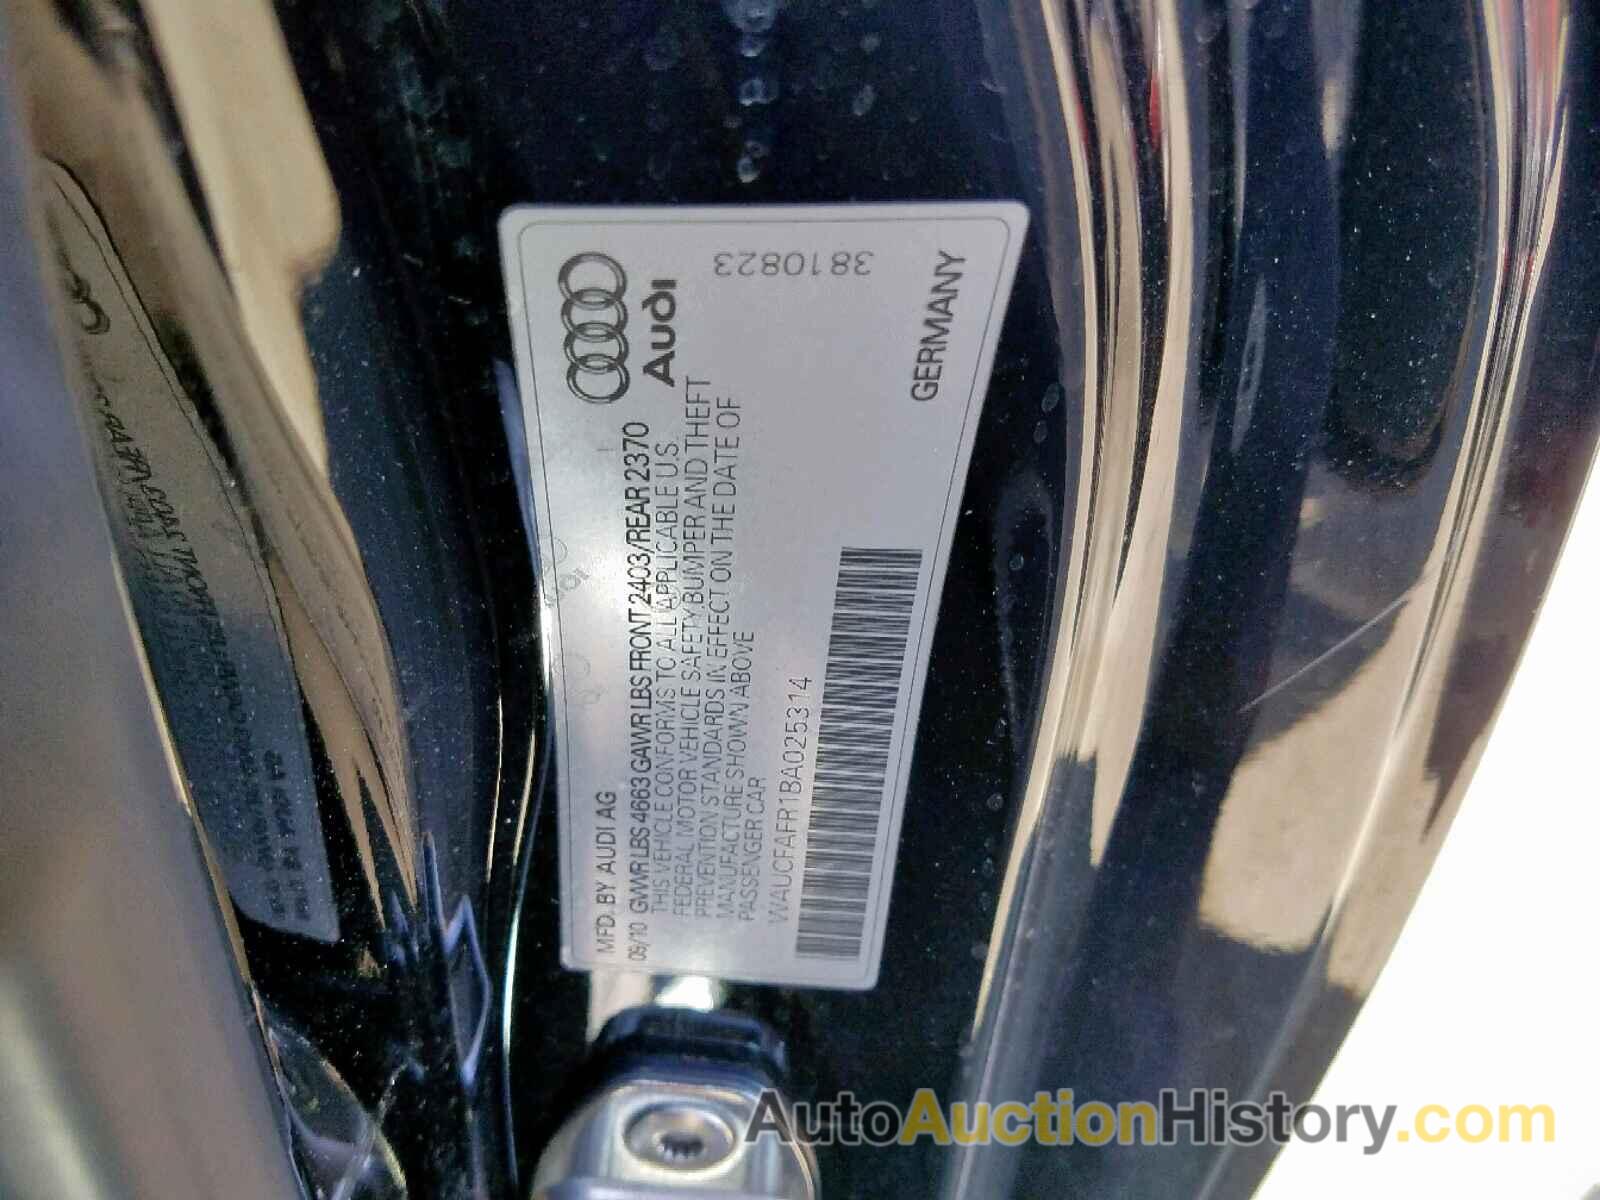 Audi
MFD. BY AUDI AG
09/10 GVWR LBS 4663 GAWR LBS FRONT 2403/REAR 2370
THIS VEHICLE CONFORMS TO ALL APPLICABLE U.S.
FEDERAL MOTOR VEHICLE SAFETY, BUMPER AND THEFT
PREVENTION STANDARDS IN EFFECT ON THE DATE OF
MANUFACTURE SHOWN ABOVE
PASSENGER CAR
3810823
WAUCFAFR1BA025314
GERMANY
AutoAuctionHistory.com